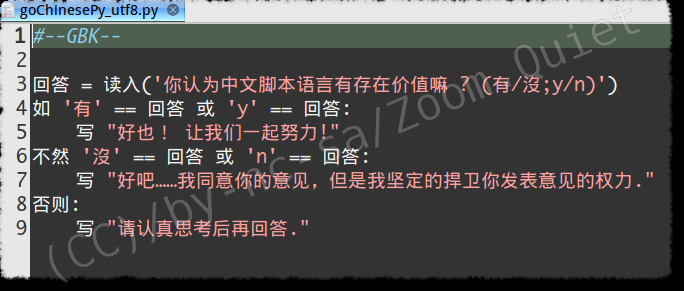 goChinesePy_utf8.py
1 #--GBK--
2
3 回答 = 读入('你认为中文脚本语言有存在价值嘛 ? (有/沒;y/n)')
4 如 '有' == 回答 或 'y' == 回答:
5     写 "好也！ 让我们一起努力!"
6 不然 '沒' == 回答 或 'n' == 回答:
7     写 "好吧……我同意你的意见，但是我坚定的捍卫你发表意见的权力."
8 否则:
9     写 "请认真思考后再回答."
(CC)/by-nc-sa/Zoom.Quiet